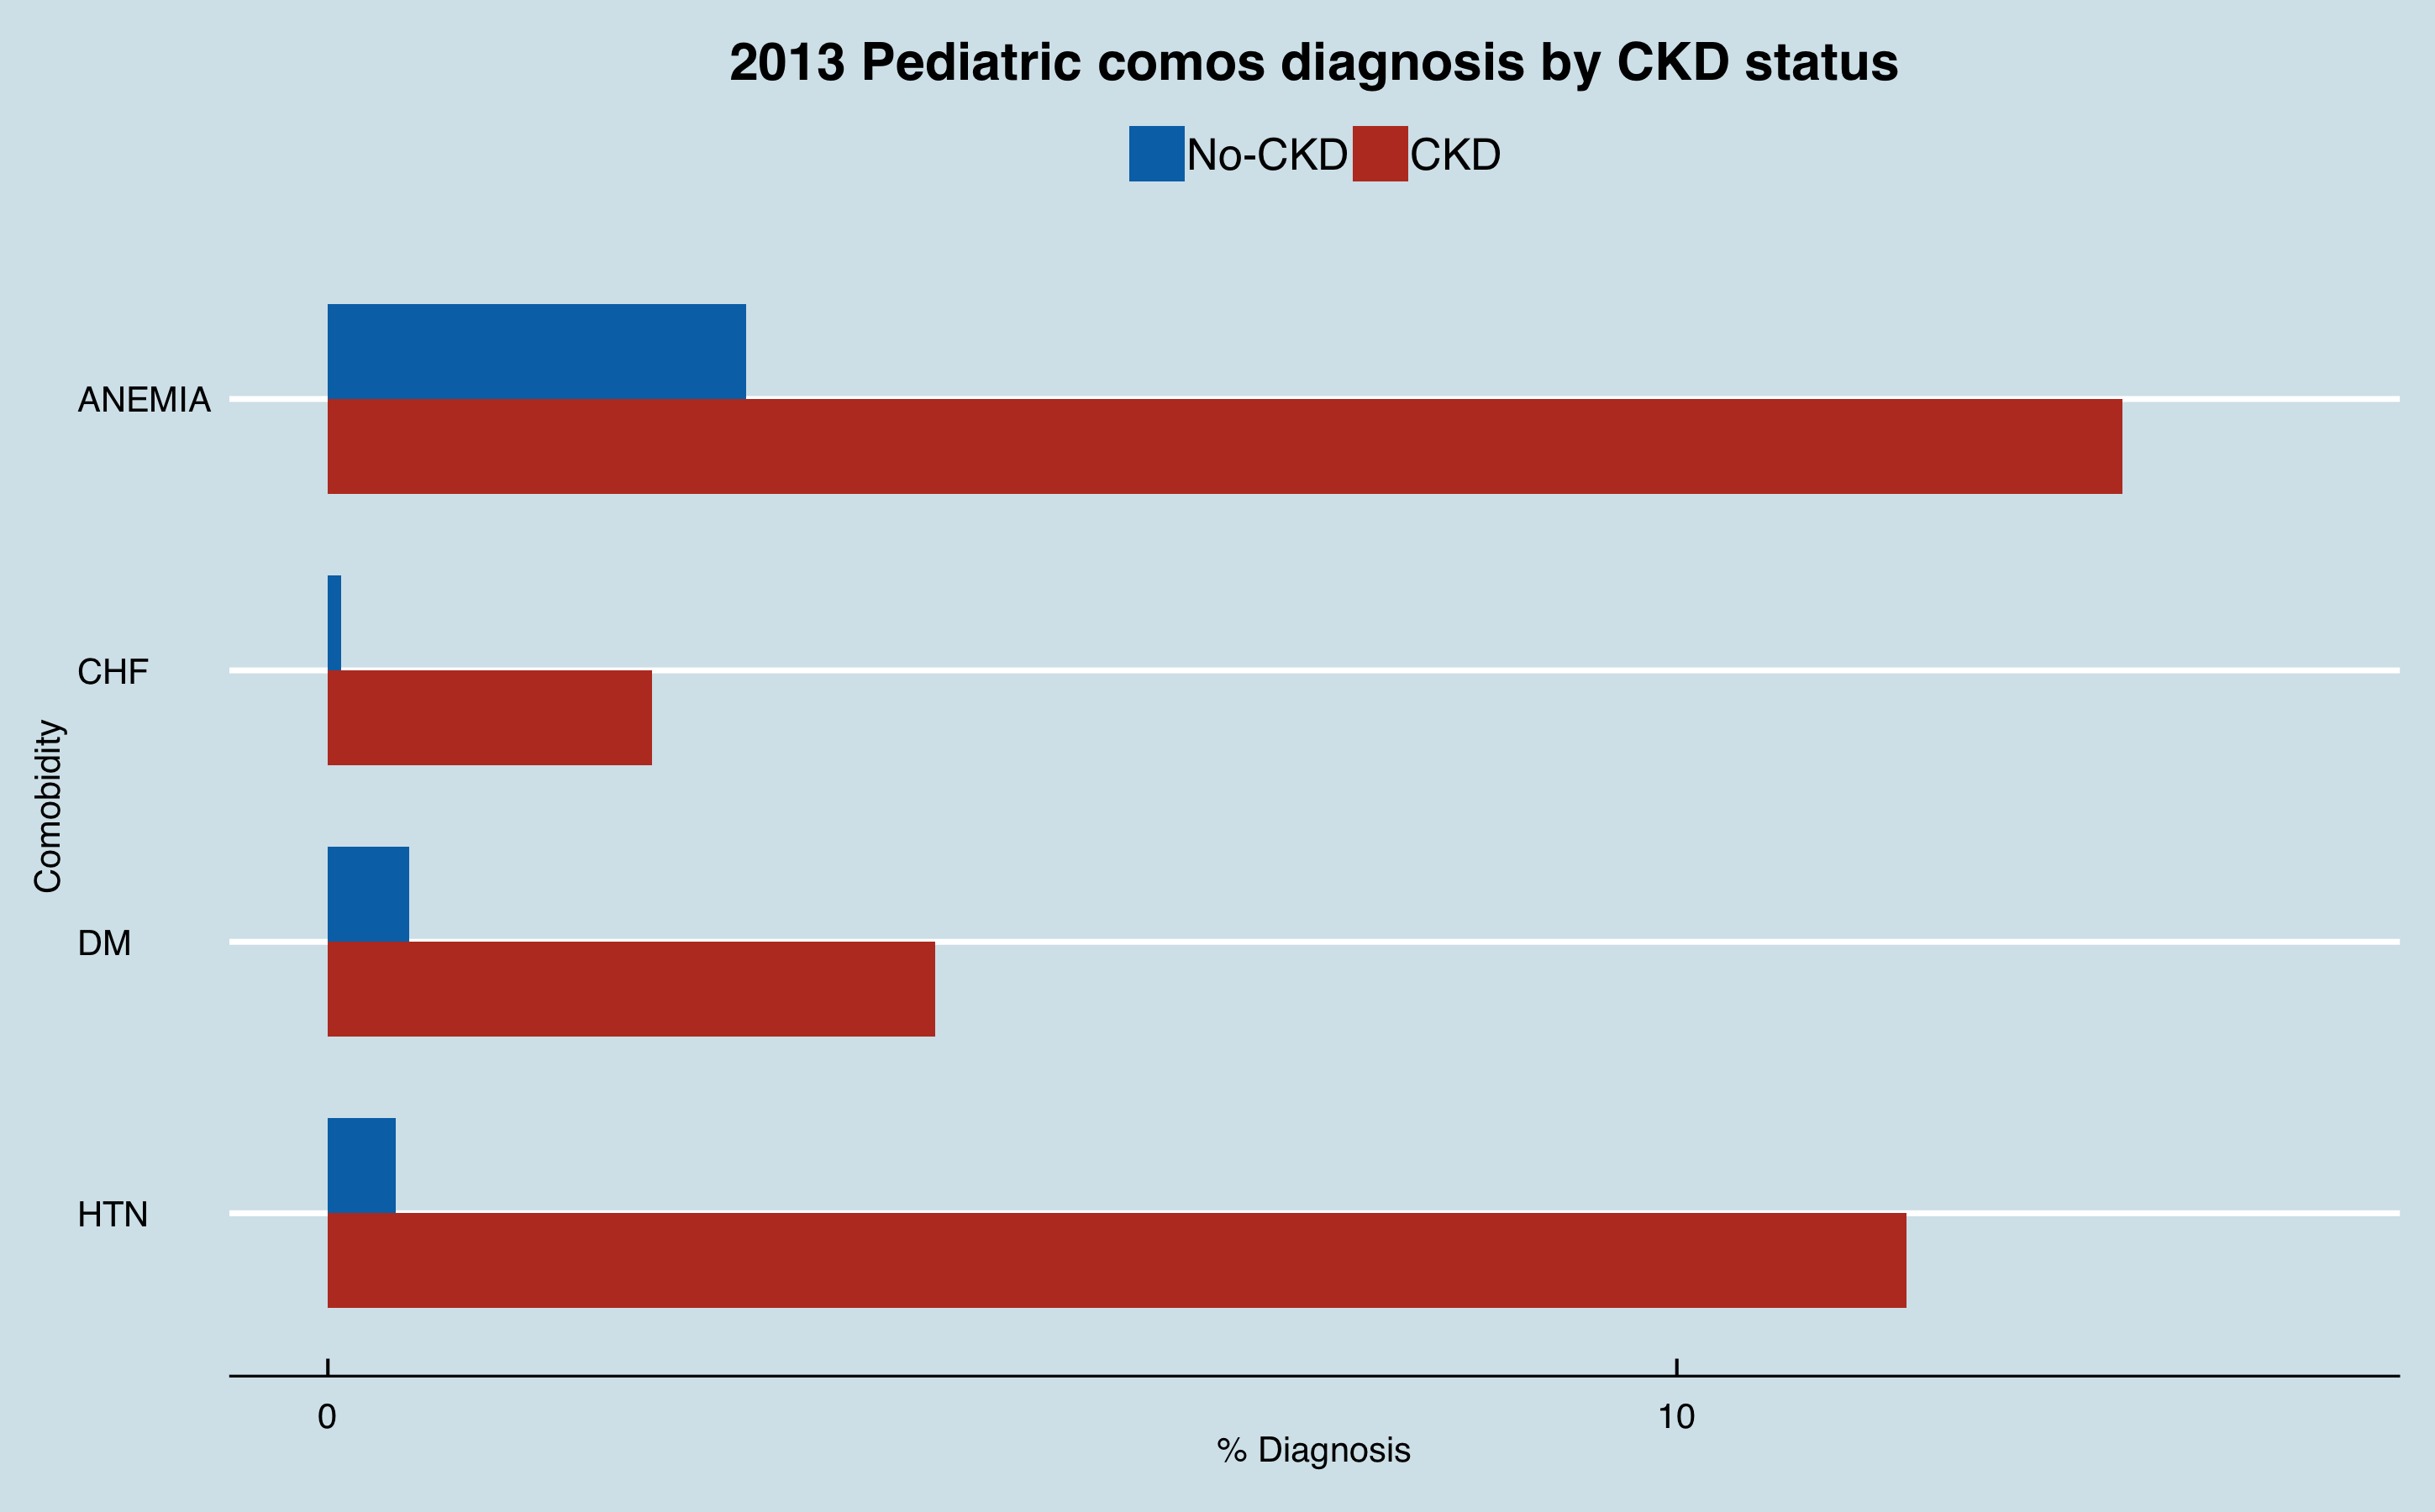 2013 Pediatric comos diagnosis by CKD status
No-CKD CKD
ANEMIA
CHF
DM
HTN
Comobidity
0 10
% Diagnosis